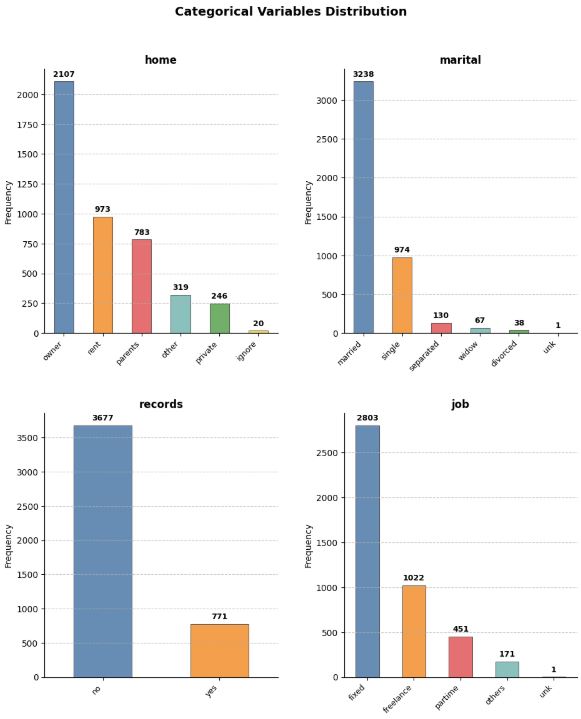 Categorical Variables Distribution
home
2107
973
783
319
246
20
2000
1750
1500
1250
1000
750
500
250
0
Frequency
owner
rent
parents
other
private
ignore
marital
3238
974
130
67
38
1
3000
2500
2000
1500
1000
500
0
Frequency
married
single
separated
widow
divorced
unk
records
3677
771
3500
3000
2500
2000
1500
1000
500
0
Frequency
no
yes
job
2803
1022
451
171
1
2500
2000
1500
1000
500
0
Frequency
fixed
freelance
partime
others
unk